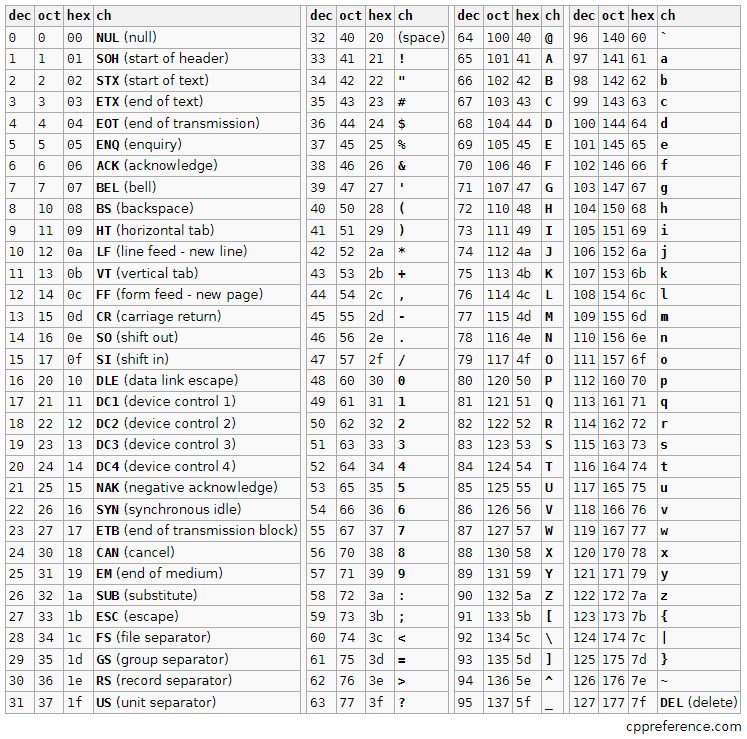 dec oct hex ch dec oct hex ch dec oct hex ch dec oct hex ch
0 0 00 NUL (null) 32 40 20 (space) 64 100 40 @ 96 140 60 `
1 1 01 SOH (start of header) 33 41 21 ! 65 101 41 A 97 141 61 a
2 2 02 STX (start of text) 34 42 22 " 66 102 42 B 98 142 62 b
3 3 03 ETX (end of text) 35 43 23 # 67 103 43 C 99 143 63 c
4 4 04 EOT (end of transmission) 36 44 24 $ 68 104 44 D 100 144 64 d
5 5 05 ENQ (enquiry) 37 45 25 % 69 105 45 E 101 145 65 e
6 6 06 ACK (acknowledge) 38 46 26 & 70 106 46 F 102 146 66 f
7 7 07 BEL (bell) 39 47 27 ' 71 107 47 G 103 147 67 g
8 10 08 BS (backspace) 40 50 28 ( 72 110 48 H 104 150 68 h
9 11 09 HT (horizontal tab) 41 51 29 ) 73 111 49 I 105 151 69 i
10 12 0a LF (line feed - new line) 42 52 2a * 74 112 4a J 106 152 6a j
11 13 0b VT (vertical tab) 43 53 2b + 75 113 4b K 107 153 6b k
12 14 0c FF (form feed - new page) 44 54 2c , 76 114 4c L 108 154 6c l
13 15 0d CR (carriage return) 45 55 2d - 77 115 4d M 109 155 6d m
14 16 0e SO (shift out) 46 56 2e . 78 116 4e N 110 156 6e n
15 17 0f SI (shift in) 47 57 2f / 79 117 4f O 111 157 6f o
16 20 10 DLE (data link escape) 48 60 30 0 80 120 50 P 112 160 70 p
17 21 11 DC1 (device control 1) 49 61 31 1 81 121 51 Q 113 161 71 q
18 22 12 DC2 (device control 2) 50 62 32 2 82 122 52 R 114 162 72 r
19 23 13 DC3 (device control 3) 51 63 33 3 83 123 53 S 115 163 73 s
20 24 14 DC4 (device control 4) 52 64 34 4 84 124 54 T 116 164 74 t
21 25 15 NAK (negative acknowledge) 53 65 35 5 85 125 55 U 117 165 75 u
22 26 16 SYN (synchronous idle) 54 66 36 6 86 126 56 V 118 166 76 v
23 27 17 ETB (end of transmission block) 55 67 37 7 87 127 57 W 119 167 77 w
24 30 18 CAN (cancel) 56 70 38 8 88 130 58 X 120 170 78 x
25 31 19 EM (end of medium) 57 71 39 9 89 131 59 Y 121 171 79 y
26 32 1a SUB (substitute) 58 72 3a : 90 132 5a Z 122 172 7a z
27 33 1b ESC (escape) 59 73 3b ; 91 133 5b [ 123 173 7b {
28 34 1c FS (file separator) 60 74 3c < 92 134 5c \ 124 174 7c |
29 35 1d GS (group separator) 61 75 3d = 93 135 5d ] 125 175 7d }
30 36 1e RS (record separator) 62 76 3e > 94 136 5e ^ 126 176 7e ~
31 37 1f US (unit separator) 63 77 3f ? 95 137 5f _ 127 177 7f DEL (delete)
cppreference.com